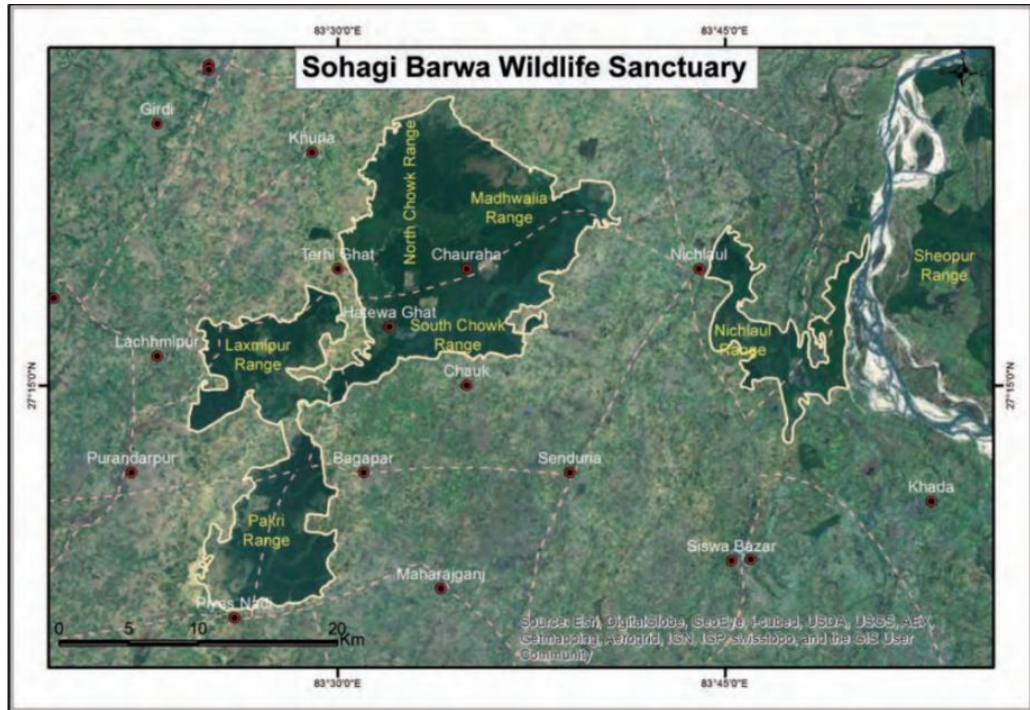 83°30'0"E
83°45'0"E
Sohagi Barwa Wildlife Sanctuary
Girdi
Khuria
North Chowk Range
Madhwalia
Range
Terhi Ghat
Chauraha
Nichlaul
Sheopur
Range
Hatewa Ghat
South Chowk
Range
Nichlaul
Range
Lachhmipur
Laxmipur
Range
Chauk
27°15'0"N
27°15'0"N
Purandarpur
Bagapar
Senduria
Khada
Pakri
Range
Siswa Bazar
Maharajganj
Piyas Nadi
0 5 10 20
Km
Source: Esri, DigitalGlobe, GeoEye, i-cubed, USDA, USGS, AEX,
Getmapping, Aerogrid, IGN, IGP, swisstopo, and the GIS User
Community
83°30'0"E
83°45'0"E